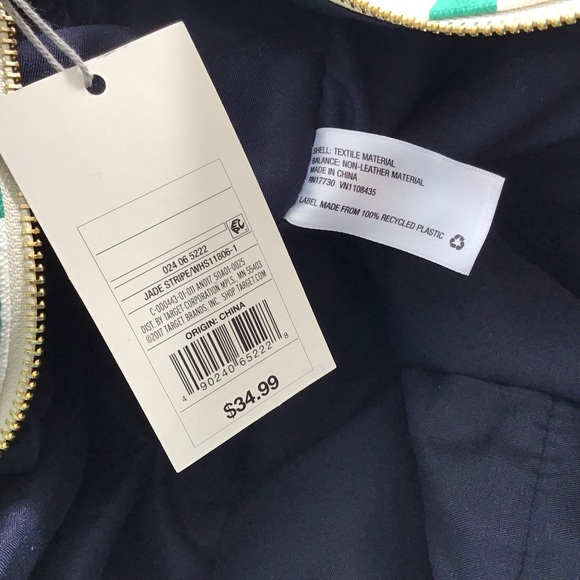 024 06 5222
JADE STRIPE/WHS11806-1
C-000443-01-011 ANDIT 50A01-0025
DIST. BY TARGET CORPORATION MPLS, MN 55403
©2017 TARGET BRANDS, INC. SHOP TARGET.COM
ORIGIN: CHINA
4 90240 65222 8
$34.99
SHELL: TEXTILE MATERIAL
BALANCE: NON-LEATHER MATERIAL
MADE IN CHINA
RN17730 VN1108435
LABEL MADE FROM 100% RECYCLED PLASTIC